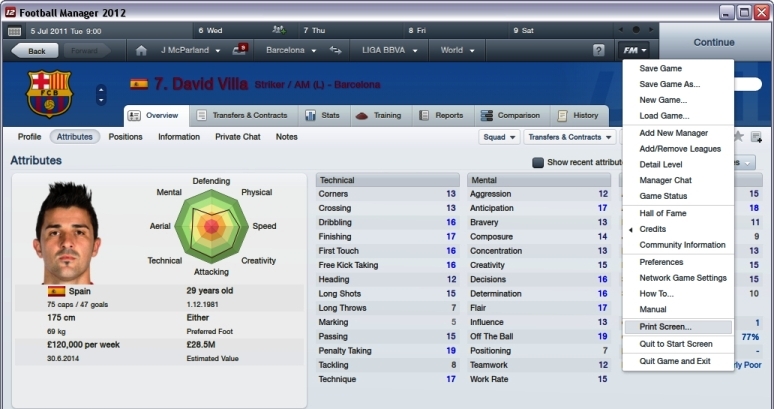 Football Manager 2012
5 Jul 2011 Tue 9:00
6 Wed
7 Thu
8 Fri
9 Sat
Continue
Back
Forward
J McParland
Barcelona
LIGA BBVA
World
?
FM
FCB
7. David Villa Striker / AM (L) - Barcelona
Overview
Transfers & Contracts
Stats
Training
Reports
Comparison
History
Profile
Attributes
Positions
Information
Private Chat
Notes
Squad
Transfers & Contracts
Attributes
Show recent attribut
es
Defending
Physical
Speed
Creativity
Attacking
Technical
Aerial
Mental
Spain
75 caps / 47 goals
29 years old
1.12.1981
175 cm
69 kg
Either
Preferred Foot
£120,000 per week
30.6.2014
£28.5M
Estimated Value
Technical
Corners 13
Crossing 13
Dribbling 16
Finishing 17
First Touch 16
Free Kick Taking 16
Heading 12
Long Shots 15
Long Throws 7
Marking 5
Passing 15
Penalty Taking 19
Tackling 8
Technique 17
Mental
Aggression 12
Anticipation 17
Bravery 13
Composure 14
Concentration 13
Creativity 15
Decisions 16
Determination 16
Flair 17
Influence 13
Off The Ball 19
Positioning 7
Teamwork 12
Work Rate 15
15
18
11
9
13
15
15
10
1
77%
-
rly Poor
Save Game
Save Game As...
New Game...
Load Game...
Add New Manager
Add/Remove Leagues
Detail Level
Manager Chat
Game Status
Hall of Fame
Credits
Community Information
Preferences
Network Game Settings
How To...
Manual
Print Screen...
Quit to Start Screen
Quit Game and Exit